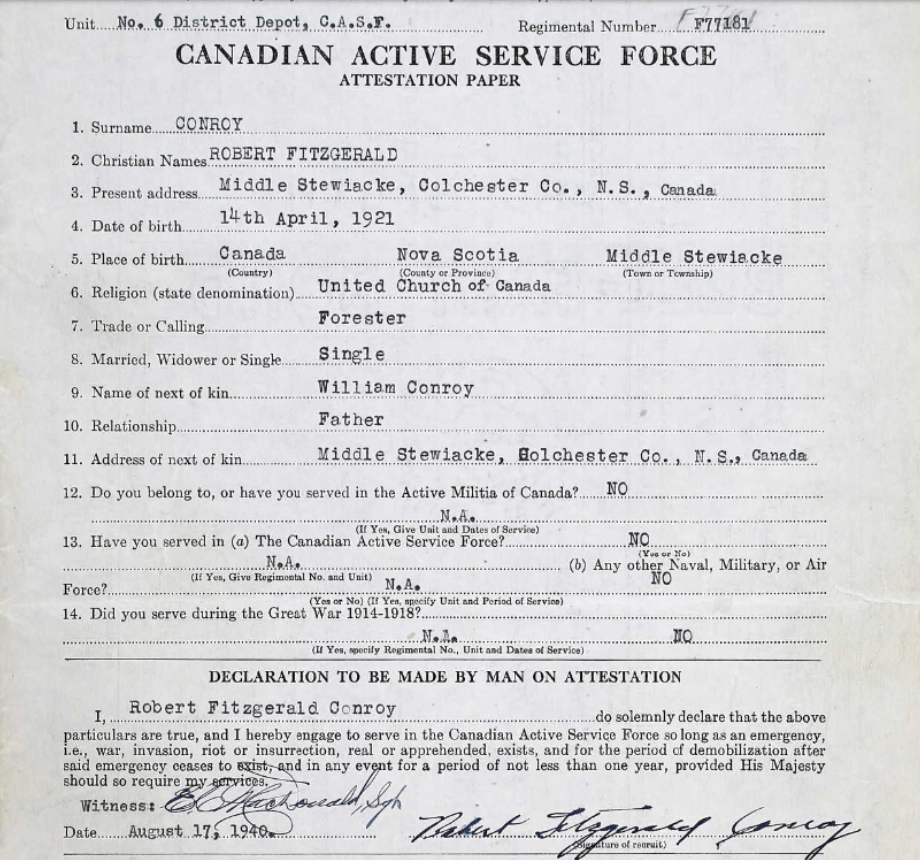 Unit No. 6 District Depot, C.A.S.F. Regimental Number F77181
CANADIAN ACTIVE SERVICE FORCE
ATTESTATION PAPER
1. Surname CONROY
2. Christian Names ROBERT FITZGERALD
3. Present address Middle Stewiacke, Colchester Co., N.S., Canada
4. Date of birth 14th April, 1921
5. Place of birth Canada Nova Scotia Middle Stewiacke
(Country) (County or Province) (Town or Township)
6. Religion (state denomination) United Church of Canada
7. Trade or Calling Forester
8. Married, Widower or Single Single
9. Name of next of kin William Conroy
10. Relationship Father
11. Address of next of kin Middle Stewiacke, Holchester Co., N.S., Canada
12. Do you belong to, or have you served in the Active Militia of Canada? NO
N.A.
(If Yes, Give Unit and Dates of Service)
13. Have you served in (a) The Canadian Active Service Force? NO
(Yes or No)
N.A. (b) Any other Naval, Military, or Air
(If Yes, Give Regimental No. and Unit) NO
Force? N.A.
(Yes or No) (If Yes, specify Unit and Period of Service)
14. Did you serve during the Great War 1914-1918?
N.A. NO
(If Yes, specify Regimental No., Unit and Dates of Service)
DECLARATION TO BE MADE BY MAN ON ATTESTATION
I, Robert Fitzgerald Conroy do solemnly declare that the above
particulars are true, and I hereby engage to serve in the Canadian Active Service Force so long as an emergency,
i.e., war, invasion, riot or insurrection, real or apprehended, exists, and for the period of demobilization after
said emergency ceases to exist, and in any event for a period of not less than one year, provided His Majesty
should so require my services.
Witness: MacDonald, Sgt
Date August 17, 1940. Robert Fitzgerald Conroy
(Signature of recruit)